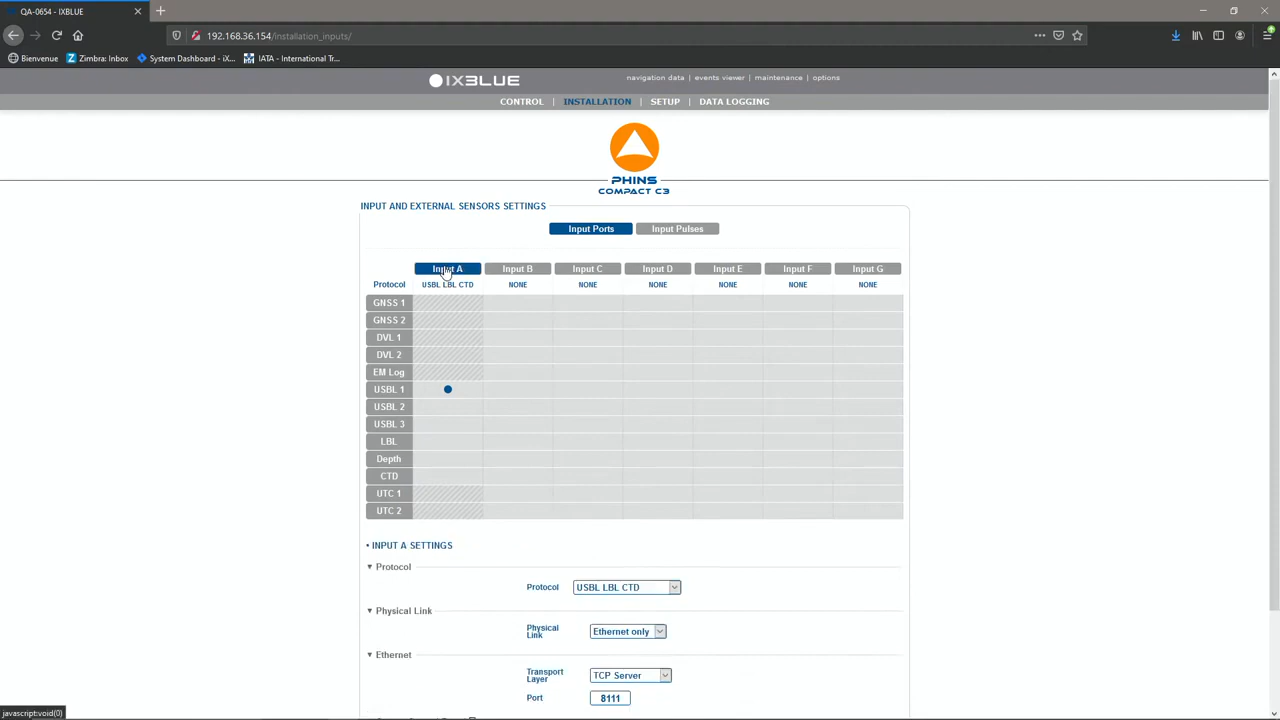 QA-0654 - IXBLUE
192.168.36.154/installation_inputs/
Bienvenue Zimbra: Inbox System Dashboard - iX... IATA - International Tr...
IXBLUE navigation data | events viewer | maintenance | options
CONTROL | INSTALLATION | SETUP | DATA LOGGING
PHINS
COMPACT C3
INPUT AND EXTERNAL SENSORS SETTINGS
Input Ports Input Pulses
Input A Input B Input C Input D Input E Input F Input G
Protocol USBL LBL CTD NONE NONE NONE NONE NONE NONE
GNSS 1
GNSS 2
DVL 1
DVL 2
EM Log
USBL 1
USBL 2
USBL 3
LBL
Depth
CTD
UTC 1
UTC 2
• INPUT A SETTINGS
Protocol
Protocol USBL LBL CTD
Physical Link
Physical Link Ethernet only
Ethernet
Transport Layer TCP Server
Port 8111
javascript:void(0)